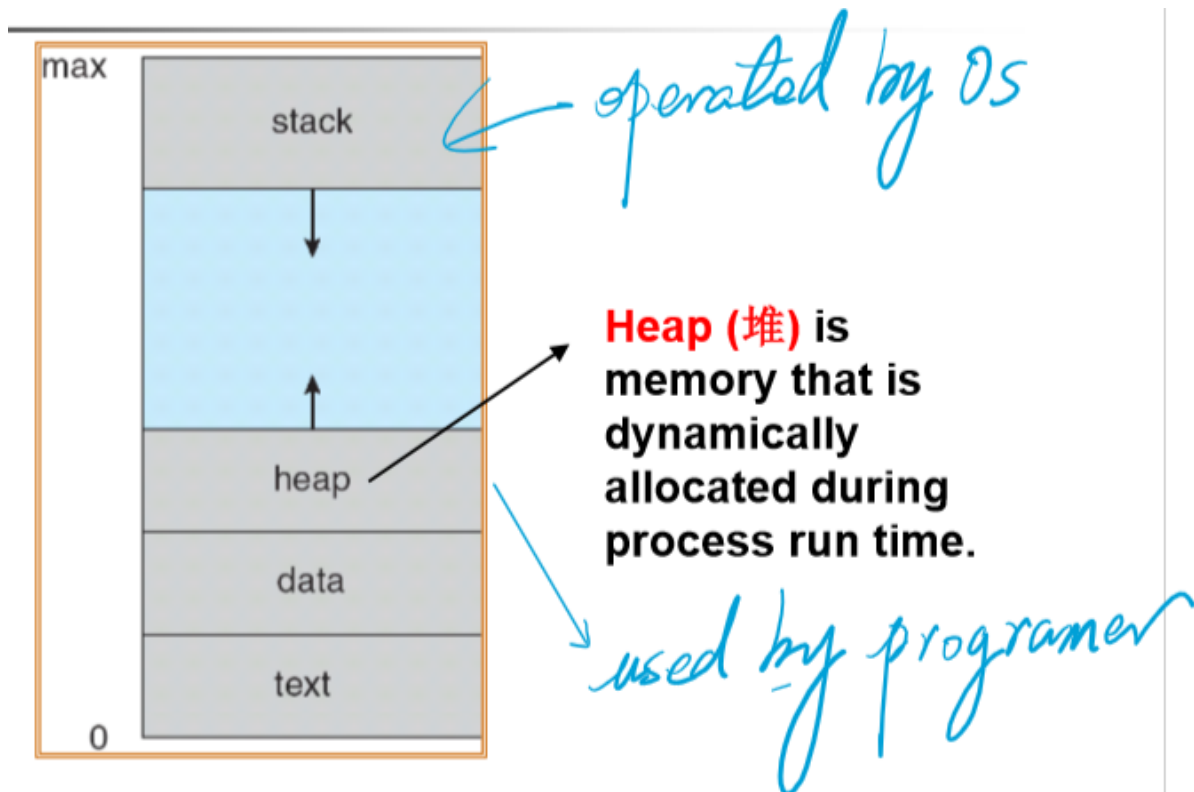 max
stack
operated by Os
Heap (堆) is
memory that is
dynamically
allocated during
process run time.
heap
data
used by programer
text
0